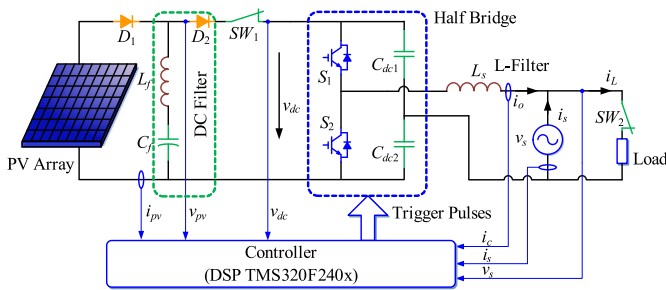 Half Bridge
D1
D2
SW1
Lf
Cf
DC Filter
vdc
S1
S2
Cdc1
Cdc2
Ls
L-Filter
io
is
vs
iL
SW2
Load
PV Array
ipv
vpv
vdc
Trigger Pulses
Controller
(DSP TMS320F240x)
ic
is
vs